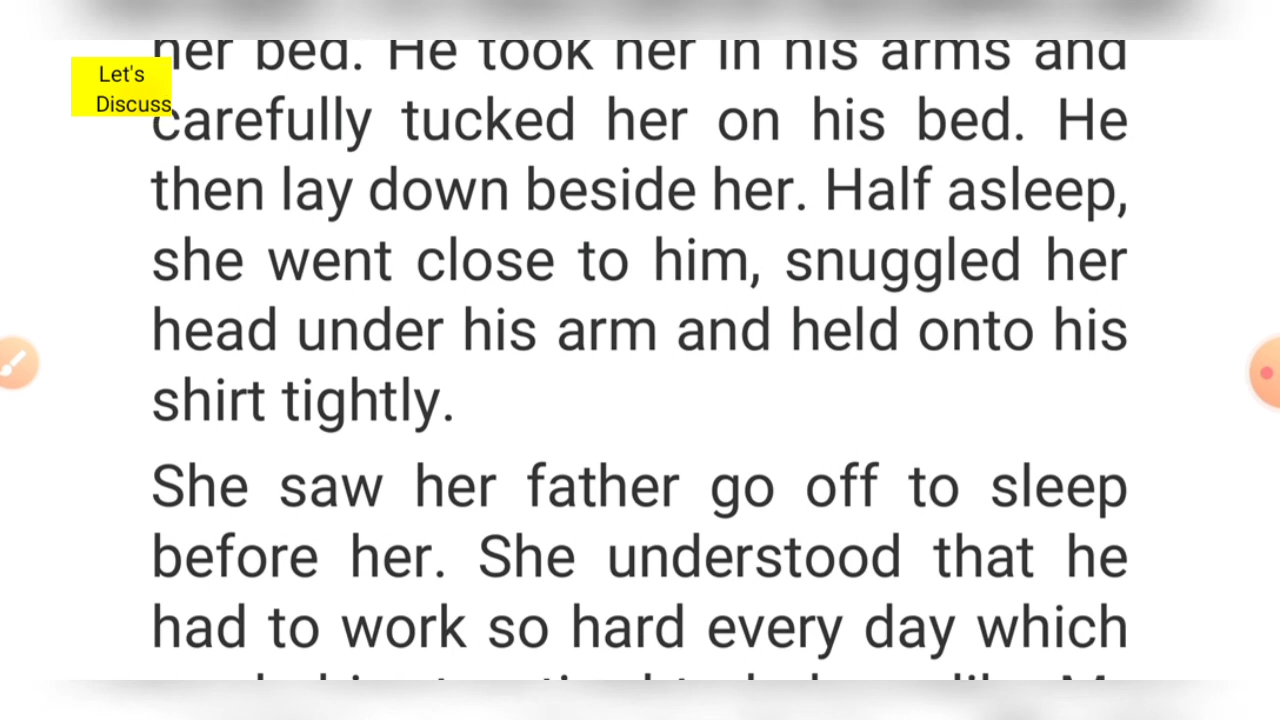 Let's
Discuss
her bed. He took her in his arms and
carefully tucked her on his bed. He
then lay down beside her. Half asleep,
she went close to him, snuggled her
head under his arm and held onto his
shirt tightly.
She saw her father go off to sleep
before her. She understood that he
had to work so hard every day which